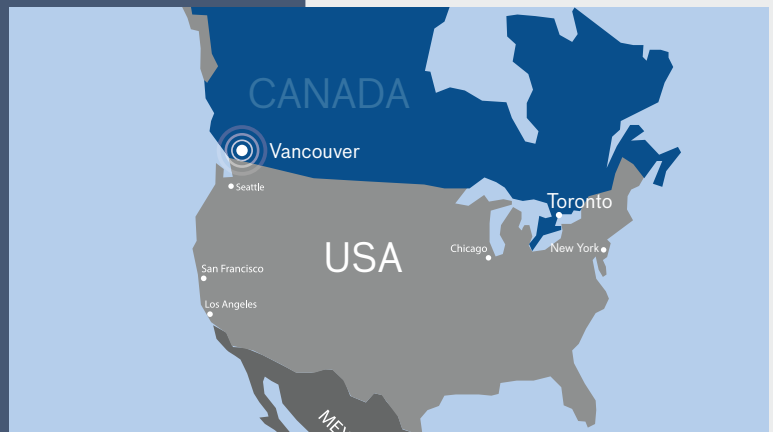 CANADA
Vancouver
Seattle
Toronto
USA
Chicago
New York
San Francisco
Los Angeles